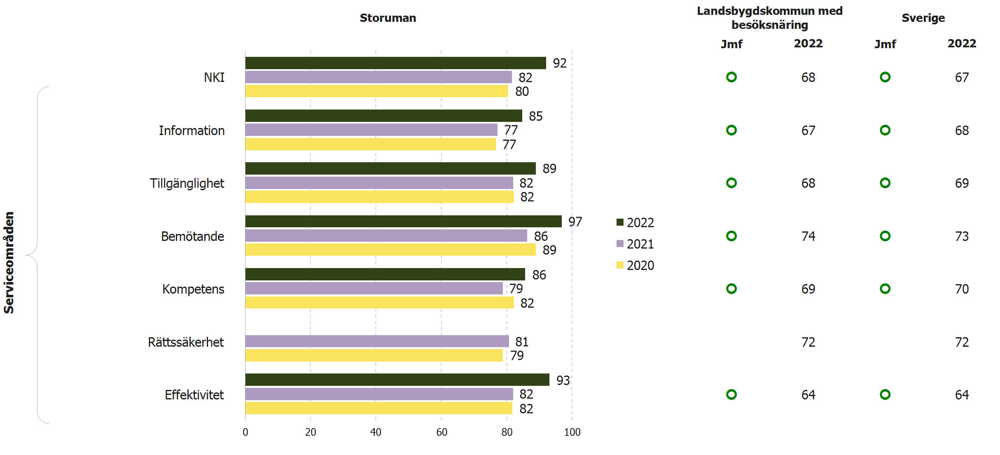 Storuman
Landsbygdskommun med
besöksnäring
Sverige
Jmf 2022 Jmf 2022
Serviceområden
NKI 92 82 80 68 67
Information 85 77 77 67 68
Tillgänglighet 89 82 82 68 69
Bemötande 97 86 89 74 73
Kompetens 86 79 82 69 70
Rättssäkerhet 81 79 72 72
Effektivitet 93 82 82 64 64
2022
2021
2020
0 20 40 60 80 100